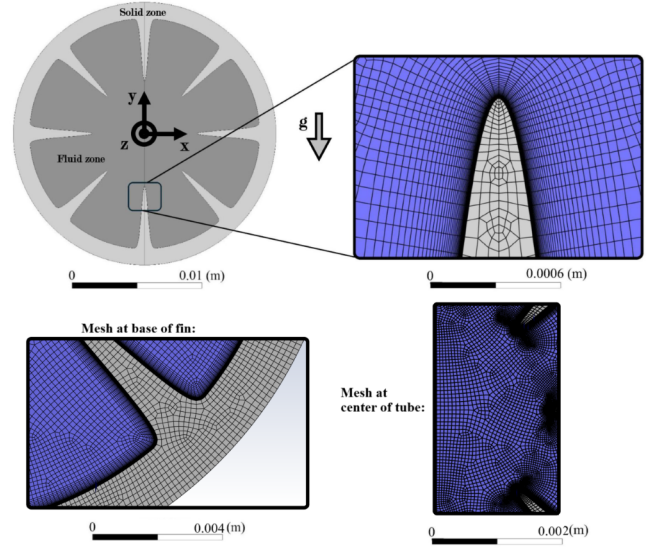 Solid zone
y
g
z
x
Fluid zone
0
0.01 (m)
0
0.0006 (m)
Mesh at base of fin:
Mesh at
center of tube:
0
0.004 (m)
0
0.002(m)